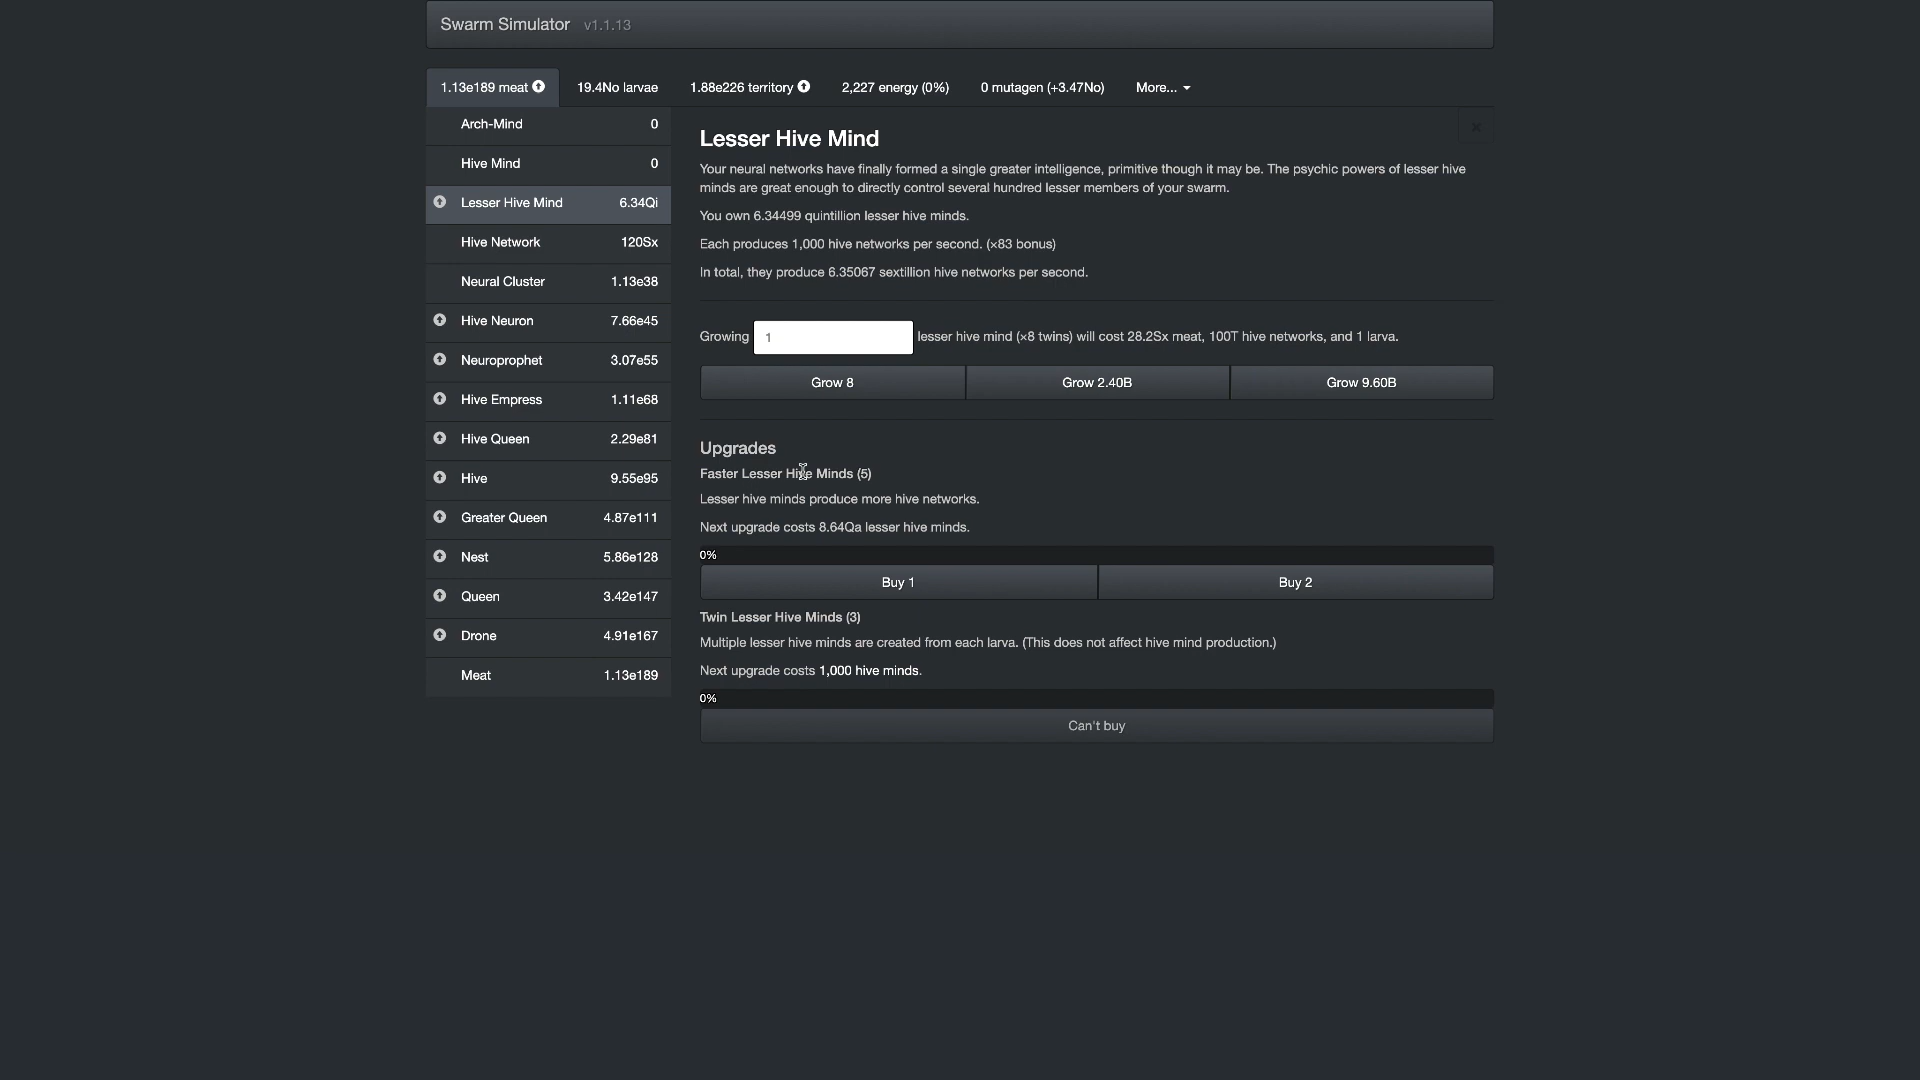 Swarm Simulator v1.1.13
1.13e189 meat 19.4No larvae 1.88e226 territory 2,227 energy (0%) 0 mutagen (+3.47No) More...
Arch-Mind 0
Hive Mind 0
Lesser Hive Mind 6.34Qi
Hive Network 120Sx
Neural Cluster 1.13e38
Hive Neuron 7.66e45
Neuroprophet 3.07e55
Hive Empress 1.11e68
Hive Queen 2.29e81
Hive 9.55e95
Greater Queen 4.87e111
Nest 5.86e128
Queen 3.42e147
Drone 4.91e167
Meat 1.13e189
Lesser Hive Mind
Your neural networks have finally formed a single greater intelligence, primitive though it may be. The psychic powers of lesser hive
minds are great enough to directly control several hundred lesser members of your swarm.
You own 6.34499 quintillion lesser hive minds.
Each produces 1,000 hive networks per second. (×83 bonus)
In total, they produce 6.35067 sextillion hive networks per second.
Growing 1 lesser hive mind (×8 twins) will cost 28.2Sx meat, 100T hive networks, and 1 larva.
Grow 8 Grow 2.40B Grow 9.60B
Upgrades
Faster Lesser Hive Minds (5)
Lesser hive minds produce more hive networks.
Next upgrade costs 8.64Qa lesser hive minds.
0%
Buy 1 Buy 2
Twin Lesser Hive Minds (3)
Multiple lesser hive minds are created from each larva. (This does not affect hive mind production.)
Next upgrade costs 1,000 hive minds.
0%
Can't buy